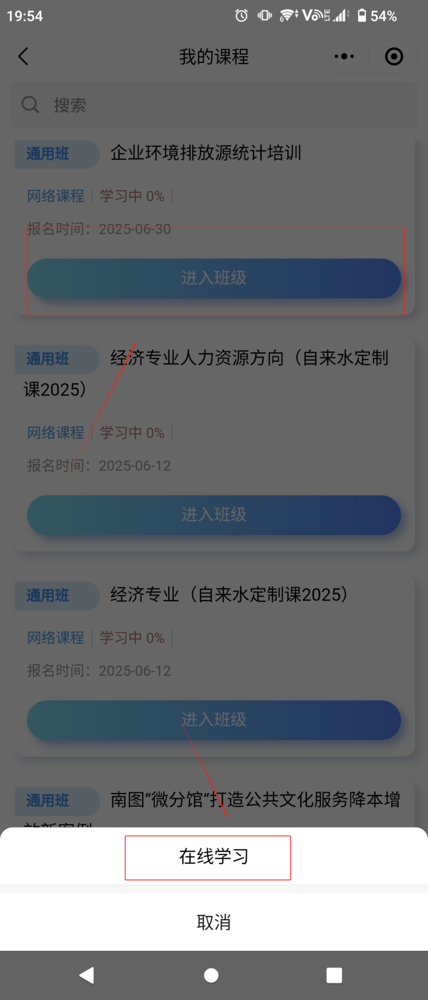 19:54
54%
我的课程
搜索
通用班 企业环境排放源统计培训
网络课程 学习中 0%
报名时间：2025-06-30
进入班级
通用班 经济专业人力资源方向（自来水定制
课2025）
网络课程 学习中 0%
报名时间：2025-06-12
进入班级
通用班 经济专业（自来水定制课2025）
网络课程 学习中 0%
报名时间：2025-06-12
进入班级
通用班 南图“微分馆“打造公共文化服务降本增
在线学习
取消